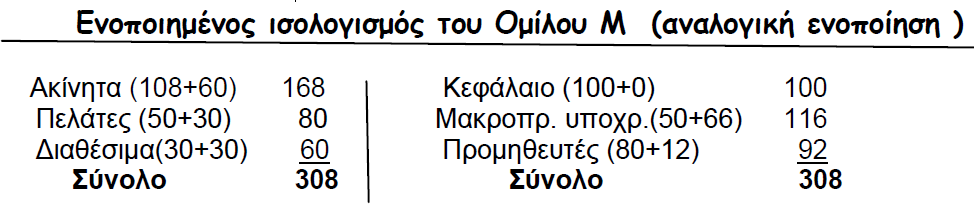 Ενοποιημένος ισολογισμός του Ομίλου Μ (αναλογική ενοποίηση )
Ακίνητα (108+60) 168 Κεφάλαιο (100+0) 100
Πελάτες (50+30) 80 Μακροπρ. υποχρ.(50+66) 116
Διαθέσιμα(30+30) 60 Προμηθευτές (80+12) 92
Σύνολο 308 Σύνολο 308